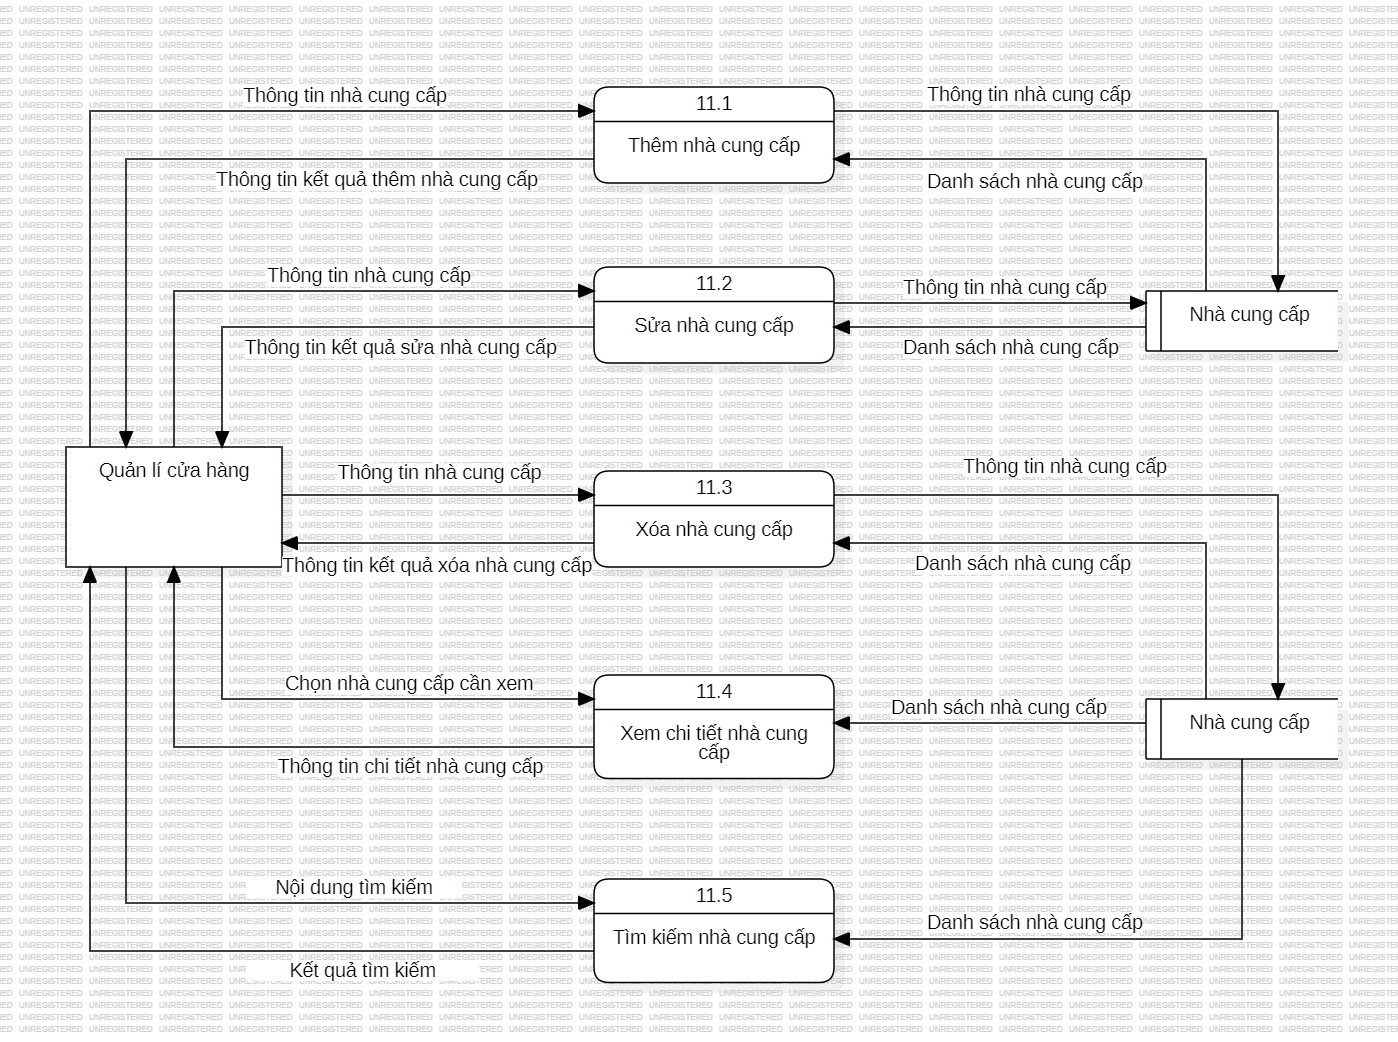 Thông tin nhà cung cấp
11.1
Thông tin nhà cung cấp
Thêm nhà cung cấp
Thông tin kết quả thêm nhà cung cấp
Danh sách nhà cung cấp
Thông tin nhà cung cấp
11.2
Thông tin nhà cung cấp
Sửa nhà cung cấp
Nhà cung cấp
Thông tin kết quả sửa nhà cung cấp
Danh sách nhà cung cấp
Quản lí cửa hàng
Thông tin nhà cung cấp
11.3
Thông tin nhà cung cấp
Xóa nhà cung cấp
Thông tin kết quả xóa nhà cung cấp
Danh sách nhà cung cấp
Chọn nhà cung cấp cần xem
11.4
Danh sách nhà cung cấp
Xem chi tiết nhà cung
cấp
Nhà cung cấp
Thông tin chi tiết nhà cung cấp
Nội dung tìm kiếm
11.5
Danh sách nhà cung cấp
Tìm kiếm nhà cung cấp
Kết quả tìm kiếm
UNREGISTERED